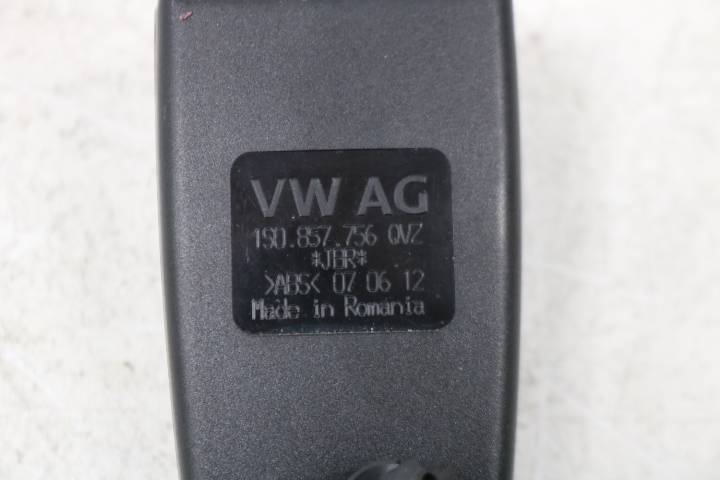 VW AG
1S0.857.756 QVZ
*JBR*
>ABS< 07 06 12
Made in Romania